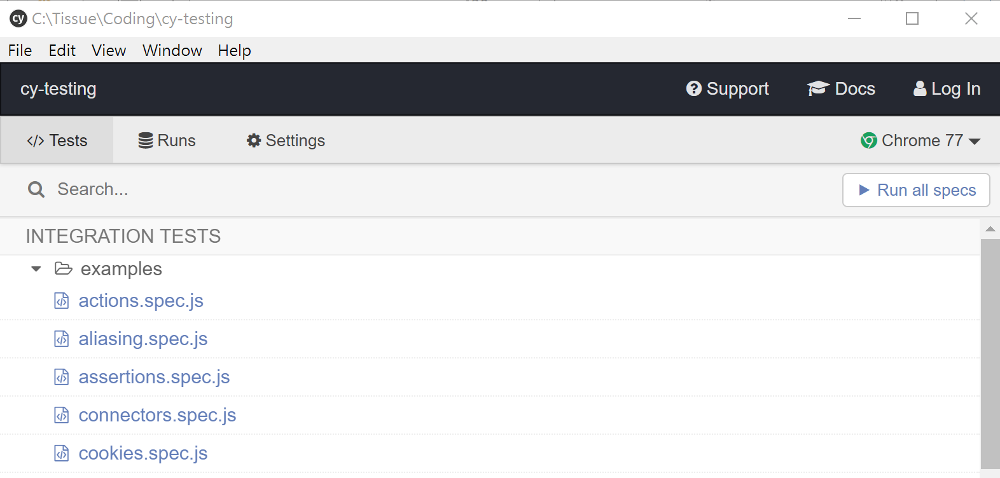 cy C:\Tissue\Coding\cy-testing
File Edit View Window Help
cy-testing Support Docs Log In
</> Tests Runs Settings Chrome 77
Search... Run all specs
INTEGRATION TESTS
examples
actions.spec.js
aliasing.spec.js
assertions.spec.js
connectors.spec.js
cookies.spec.js